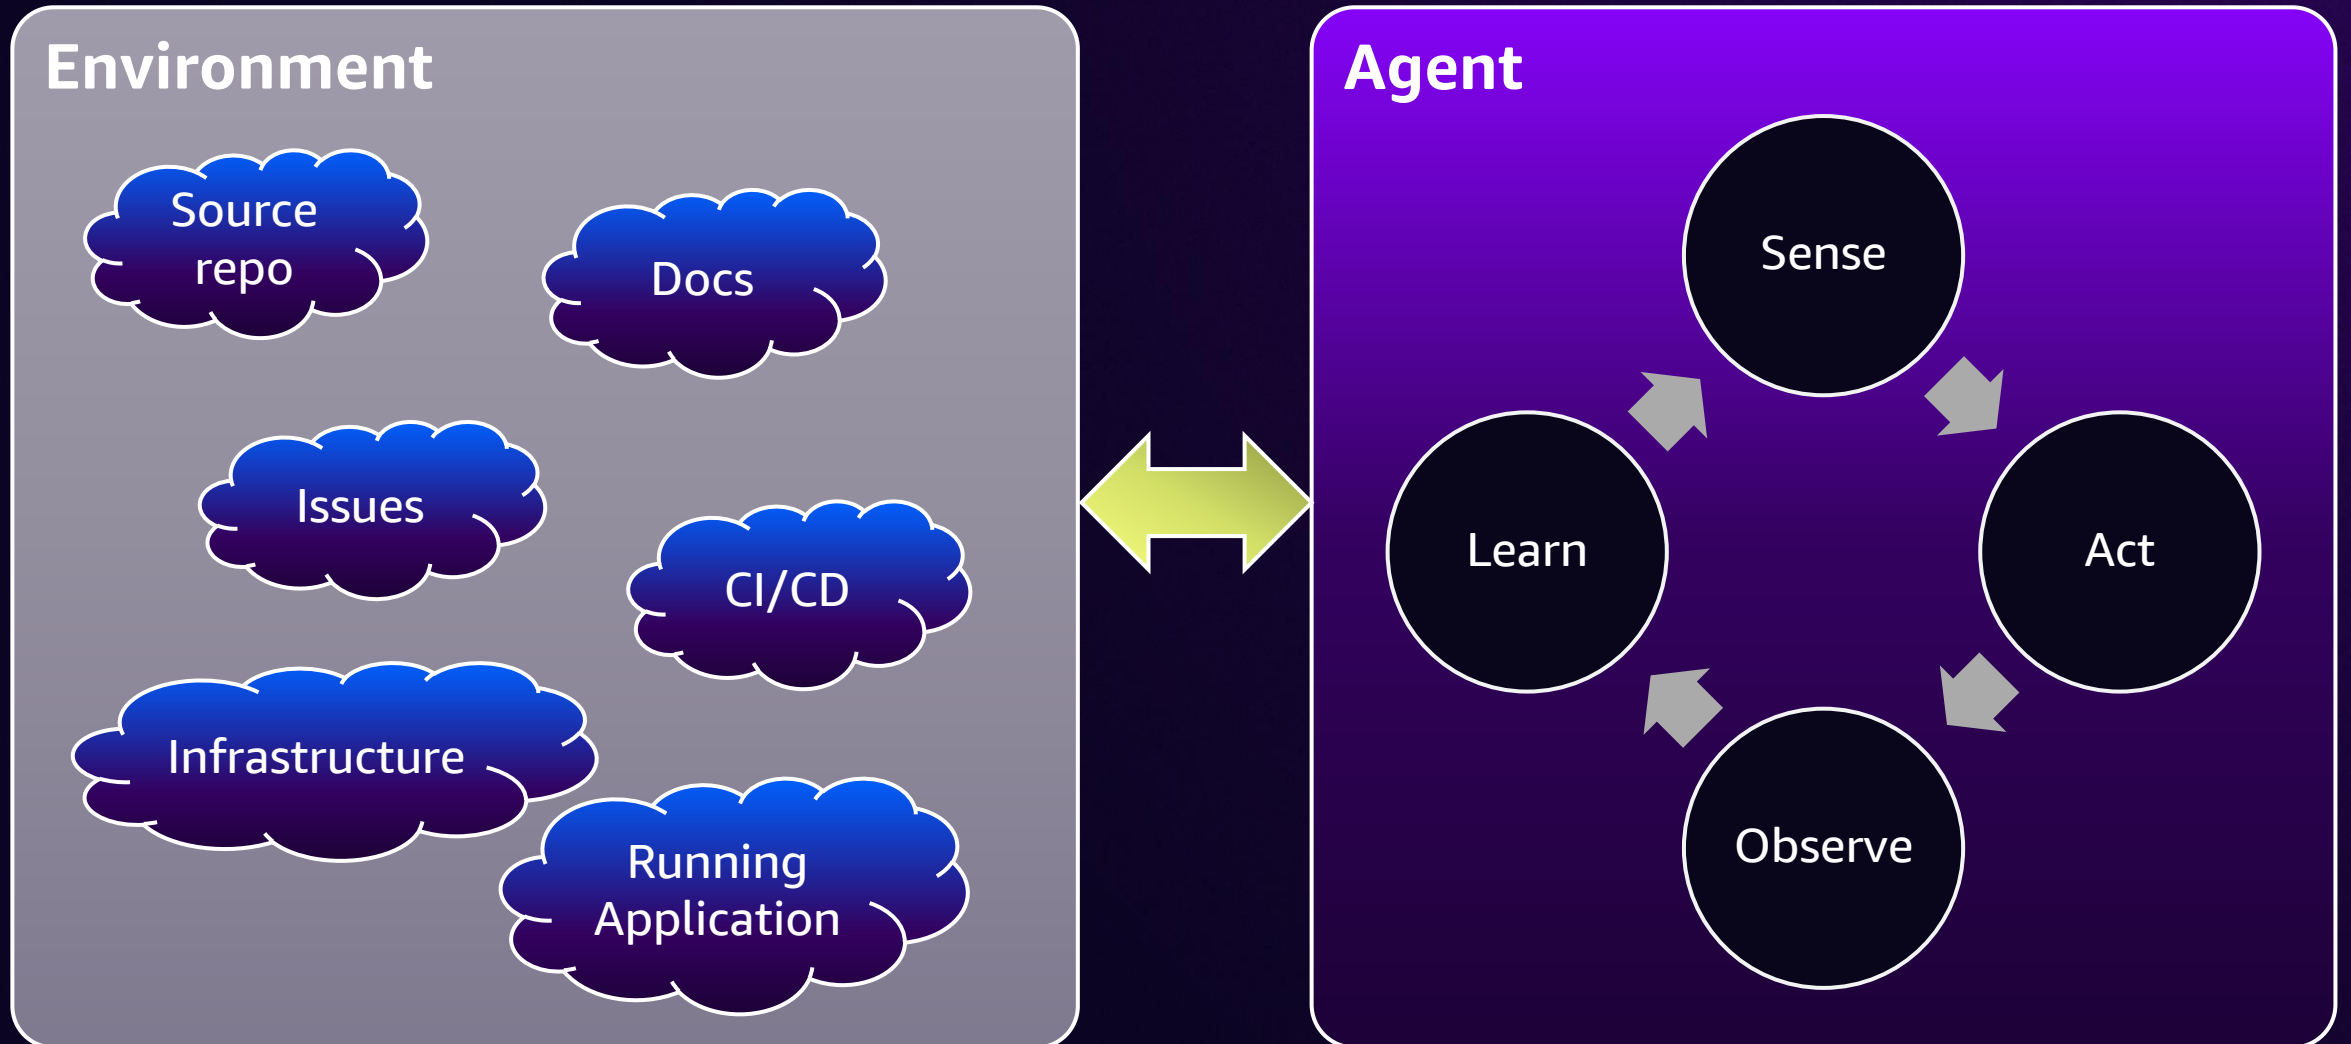 Environment
Source
repo
Docs
Issues
CI/CD
Infrastructure
Running
Application
Agent
Sense
Act
Observe
Learn